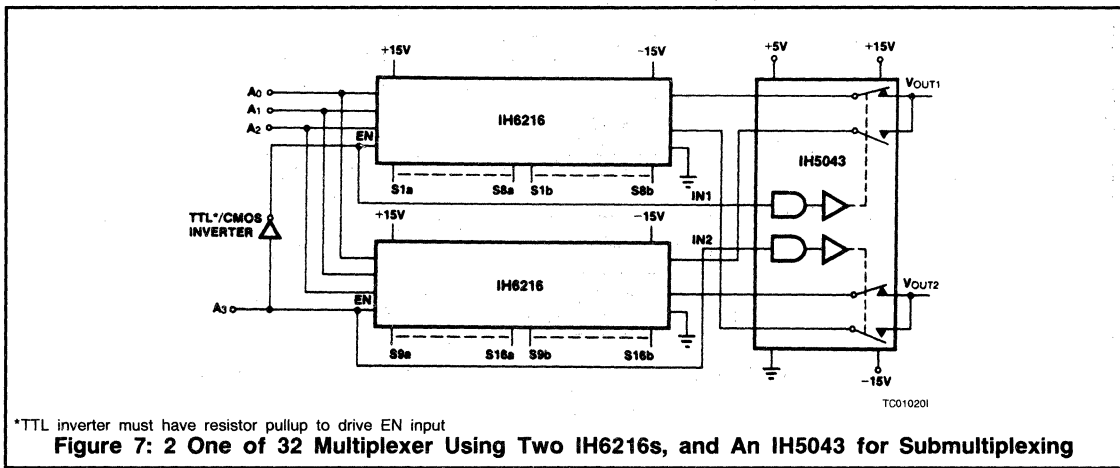 +5V
+15V
+15V
-15V
VOUT1
A0
A1
A2
EN
IH6216
IH5043
S1a
S8a
S1b
S8b
IN1
TTL*/CMOS
INVERTER
+15V
-15V
IN2
IH6216
VOUT2
A3
EN
S9a
S16a
S9b
S16b
-15V
TC01020I
*TTL inverter must have resistor pullup to drive EN input
Figure 7: 2 One of 32 Multiplexer Using Two IH6216s, and An IH5043 for Submultiplexing